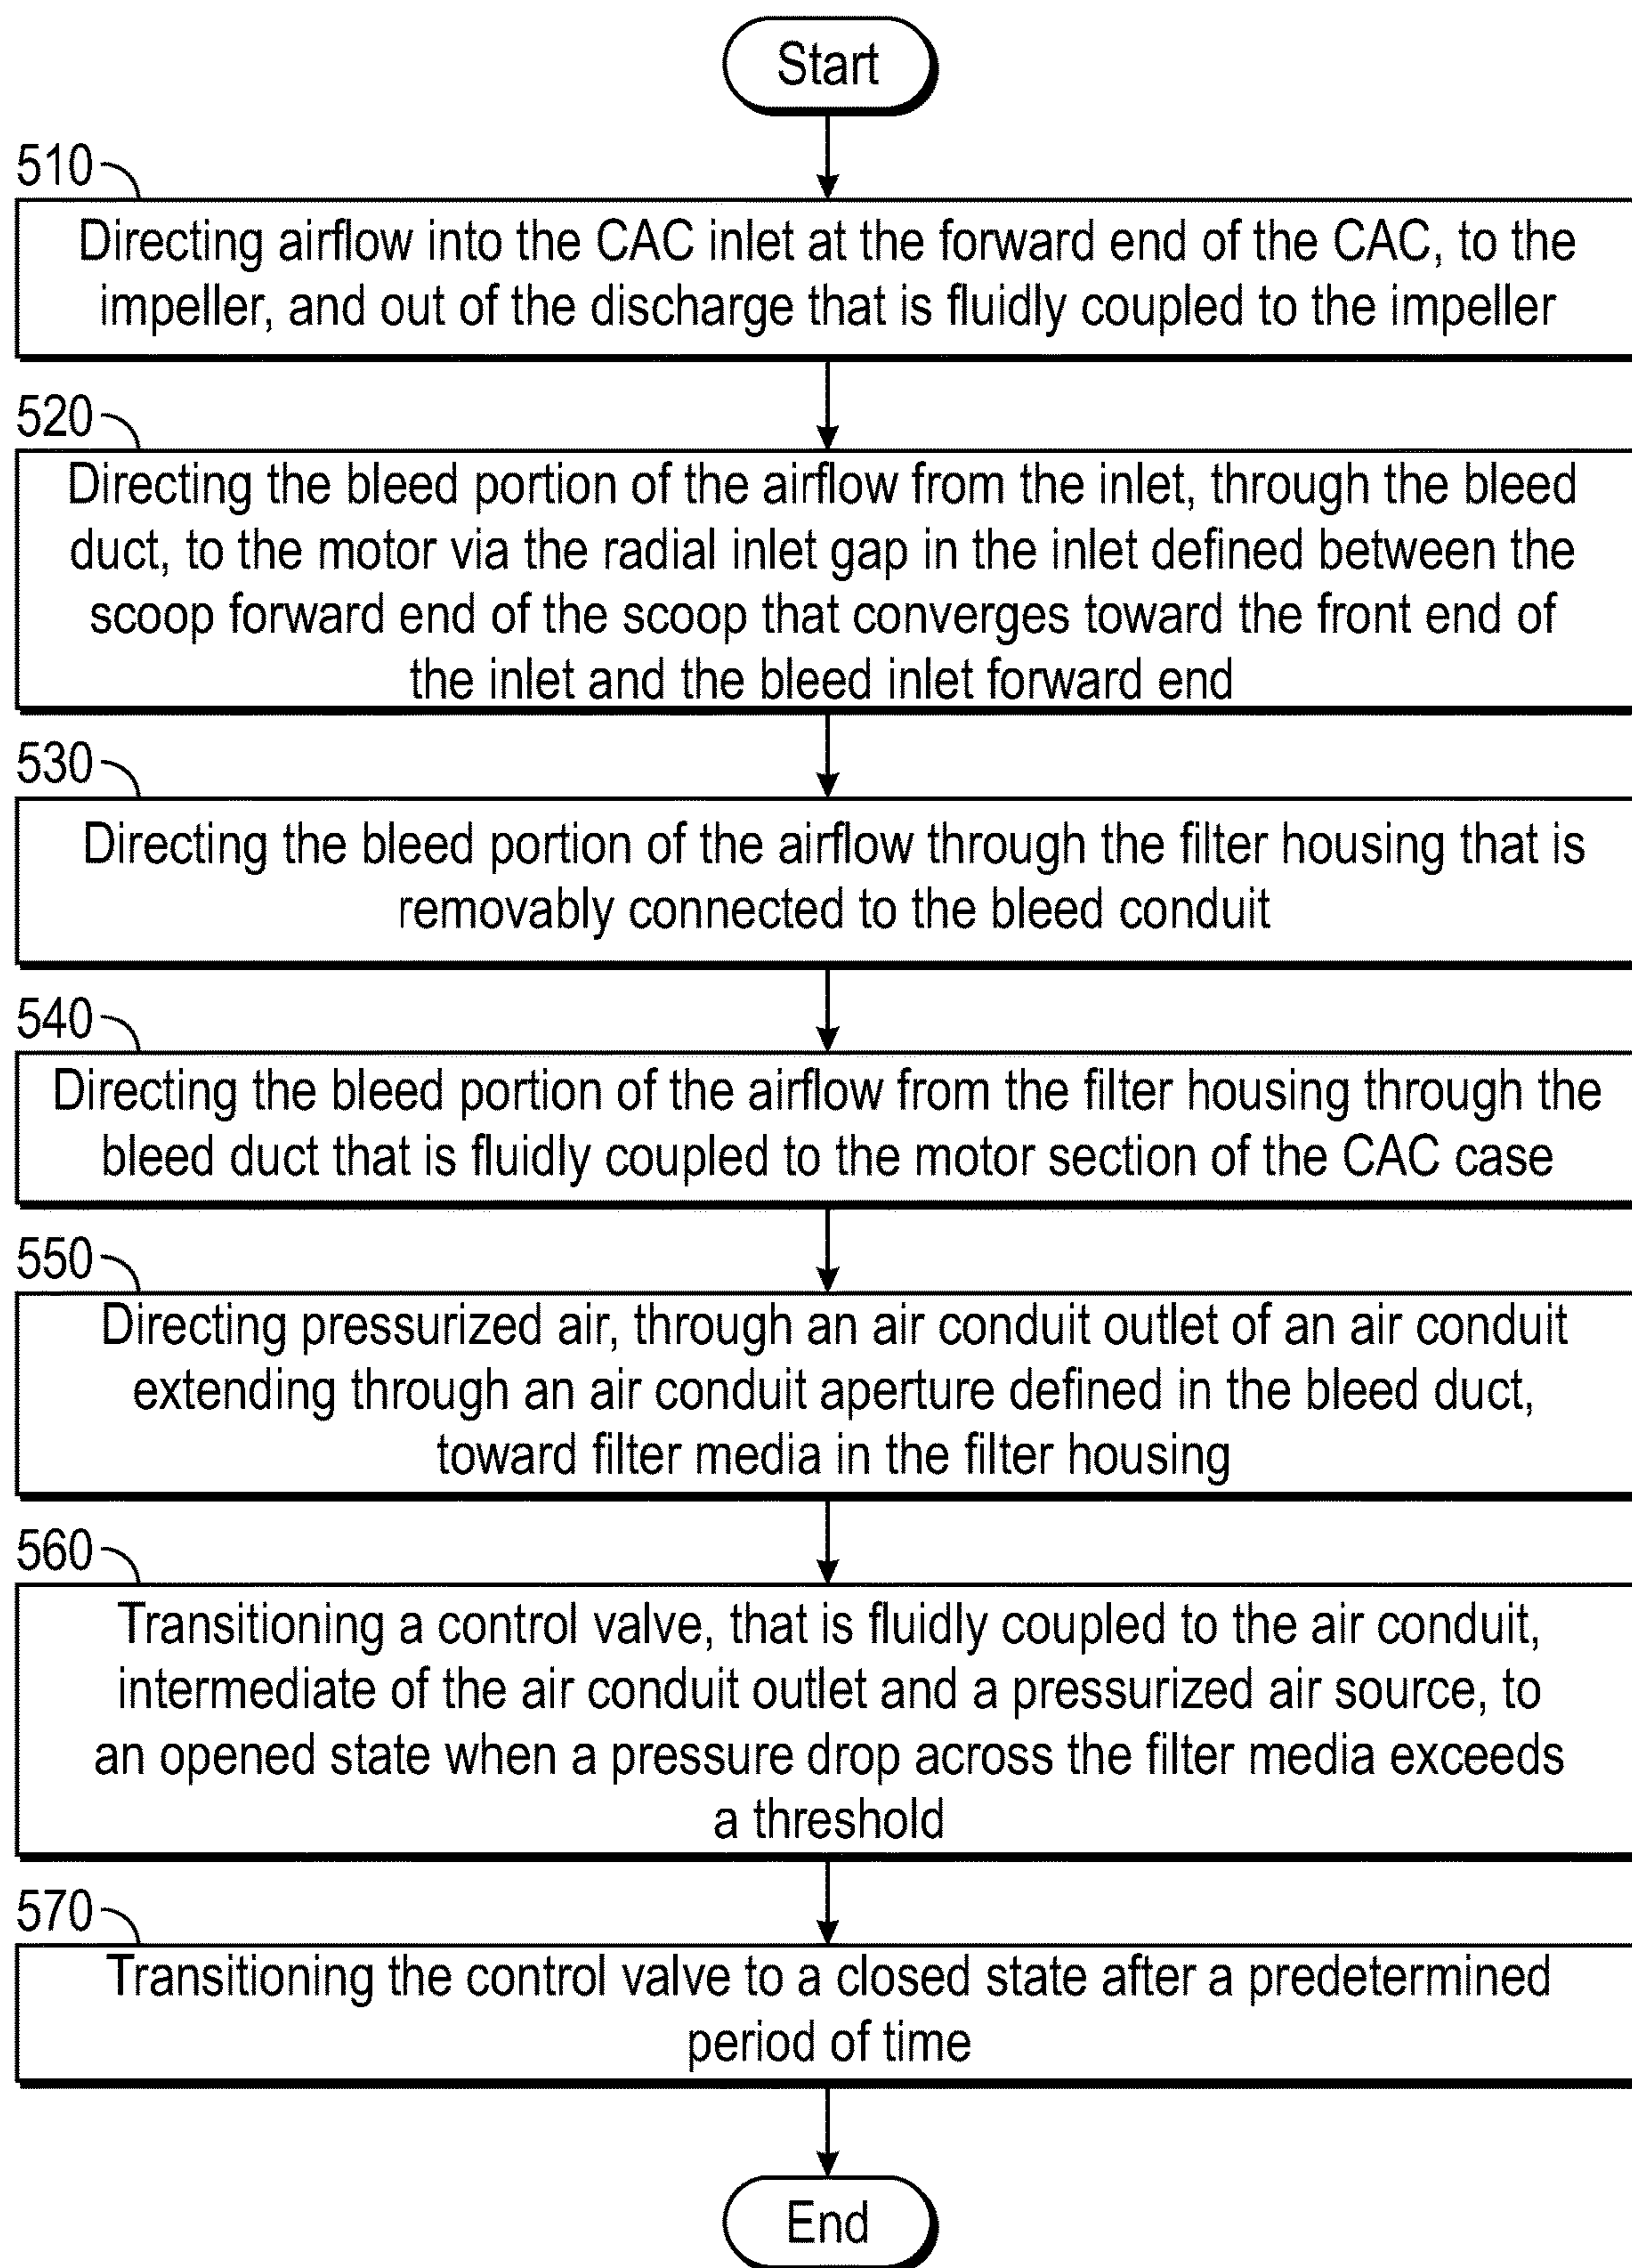 Start
510
Directing airflow into the CAC inlet at the forward end of the CAC, to the
impeller, and out of the discharge that is fluidly coupled to the impeller
520
Directing the bleed portion of the airflow from the inlet, through the bleed
duct, to the motor via the radial inlet gap in the inlet defined between the
scoop forward end of the scoop that converges toward the front end of
the inlet and the bleed inlet forward end
530
Directing the bleed portion of the airflow through the filter housing that is
removably connected to the bleed conduit
540
Directing the bleed portion of the airflow from the filter housing through the
bleed duct that is fluidly coupled to the motor section of the CAC case
550
Directing pressurized air, through an air conduit outlet of an air conduit
extending through an air conduit aperture defined in the bleed duct,
toward filter media in the filter housing
560
Transitioning a control valve, that is fluidly coupled to the air conduit,
intermediate of the air conduit outlet and a pressurized air source, to
an opened state when a pressure drop across the filter media exceeds
a threshold
570
Transitioning the control valve to a closed state after a predetermined
period of time
End